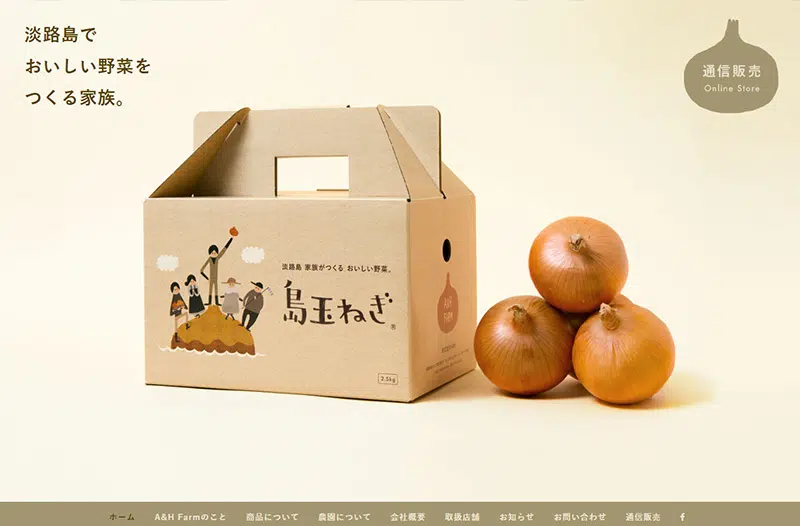 淡路島で
おいしい野菜を
つくる家族。
通信販売
Online Store
淡路島 家族がつくる おいしい野菜。
島玉ねぎ
®
A&H
FARM
2.5kg
ホーム A&H Farmのこと 商品について 農園について 会社概要 取扱店舗 お知らせ お問い合わせ 通信販売 f